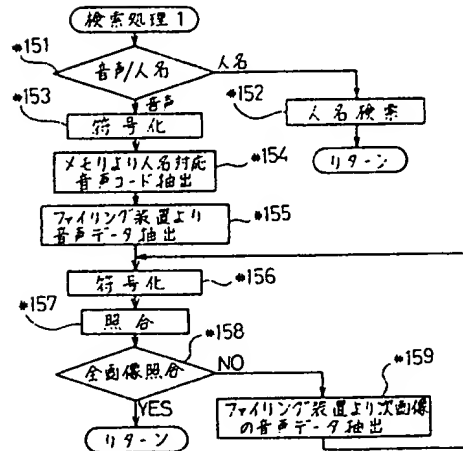 検索処理1
*151
音声/人名
人名
音声
*152
人名検索
リターン
*153
符号化
*154
メモリより人名対応
音声コード抽出
*155
ファイリング装置より
音声データ抽出
*156
符号化
*157
照合
*158
全画像照合
NO
YES
リターン
*159
ファイリング装置より次画像
の音声データ抽出